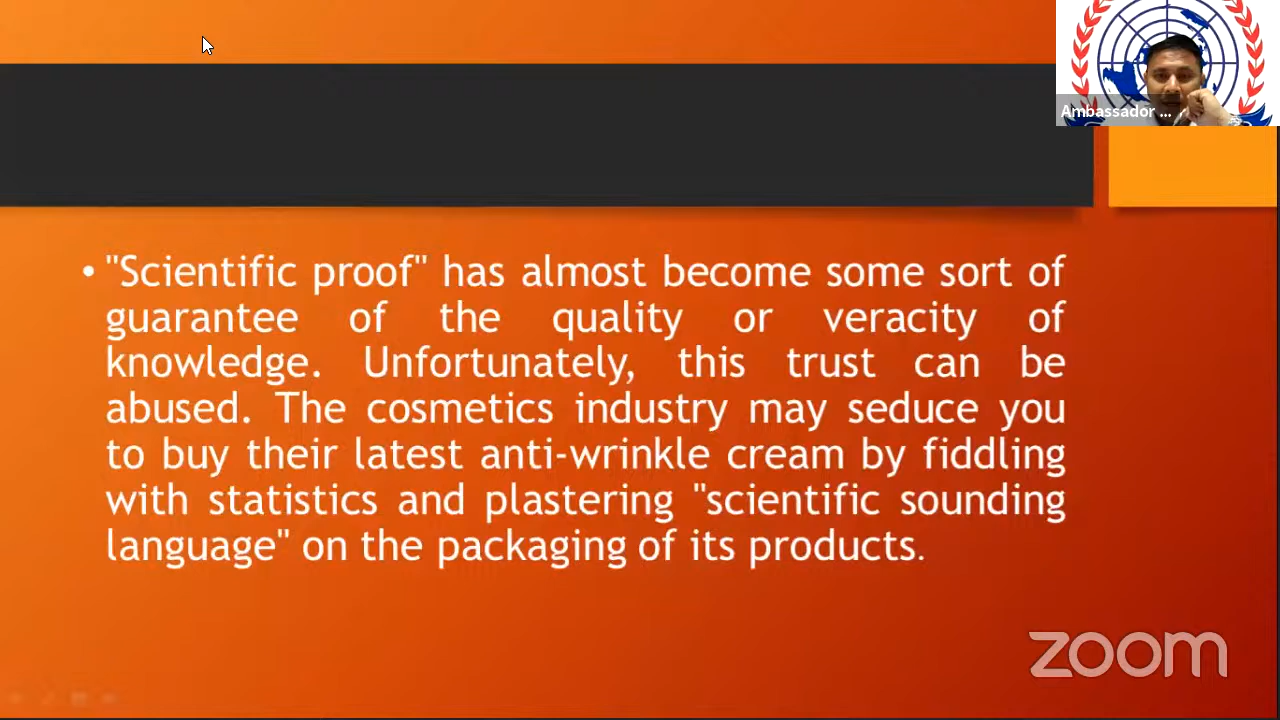 Ambassador ...
• "Scientific proof" has almost become some sort of
guarantee of the quality or veracity of
knowledge. Unfortunately, this trust can be
abused. The cosmetics industry may seduce you
to buy their latest anti-wrinkle cream by fiddling
with statistics and plastering "scientific sounding
language" on the packaging of its products.
zoom